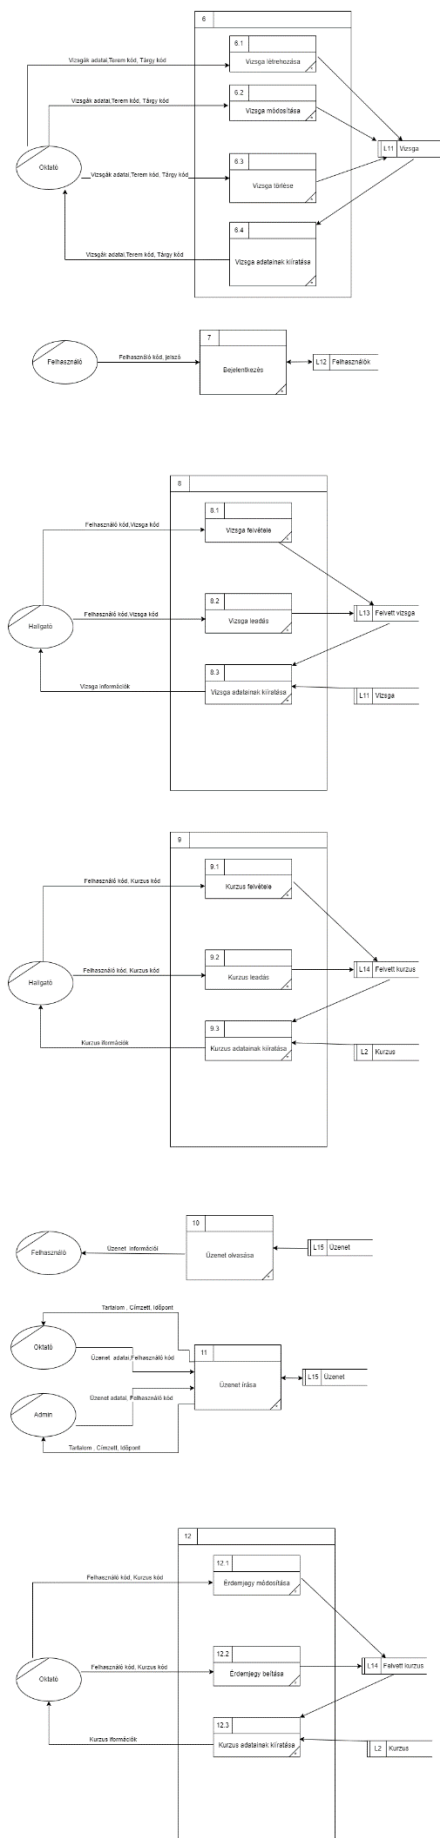 6
6.1
Vizsgák adatai,Terem kód, Tárgy kód
Vizsga létrehozása
6.2
Vizsgák adatai,Terem kód, Tárgy kód
Vizsga módosítása
L11 Vizsga
6.3
Oktató
Vizsgák adatai,Terem kód, Tárgy kód
Vizsga törlése
6.4
Vizsgák adatai,Terem kód, Tárgy kód
Vizsga adatainak kiíratása
7
Felhasználó kód, jelszó
Felhasználó
Bejelentkezés
L12 Felhasználók
8
8.1
Felhasználó kód,Vizsga kód
Vizsga felvétele
8.2
Felhasználó kód,Vizsga kód
L13 Felvett vizsga
Hallgató
Vizsga leadás
8.3
Vizsga információk
Vizsga adatainak kiíratása
L11 Vizsga
9
9.1
Felhasználó kód, Kurzus kód
Kurzus felvétele
9.2
Felhasználó kód, Kurzus kód
L14 Felvett kurzus
Hallgató
Kurzus leadás
9.3
Kurzus iformációk
Kurzus adatainak kiíratása
L2 Kurzus
10
Üzenet információi
L15 Üzenet
Felhasználó
Üzenet olvasása
Tartalom , Címzett, Időpont
Oktató
11
Üzenet adatai,Felhasználó kód
L15 Üzenet
Üzenet írása
Üzenet adatai, Felhasználó kód
Admin
Tartalom , Címzett, Időpont
12
12.1
Felhasználó kód, Kurzus kód
Érdemjegy módosítása
12.2
Felhasználó kód, Kurzus kód
L14 Felvett kurzus
Oktató
Érdemjegy beítása
12.3
Kurzus iformációk
Kurzus adatainak kiíratása
L2 Kurzus